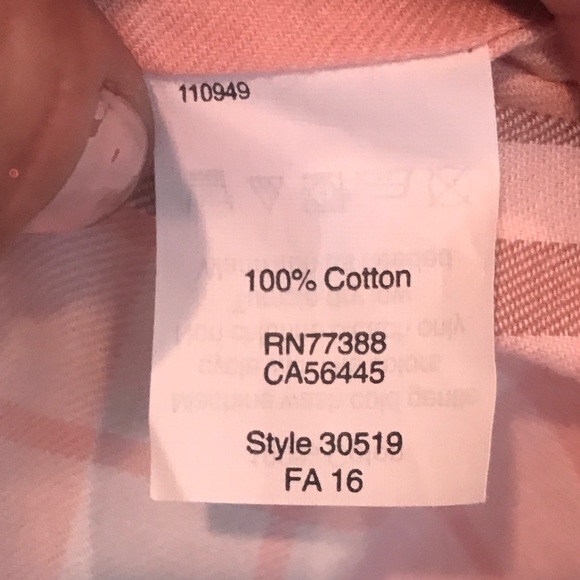 110949
100% Cotton
RN77388
CA56445
Style 30519
FA 16